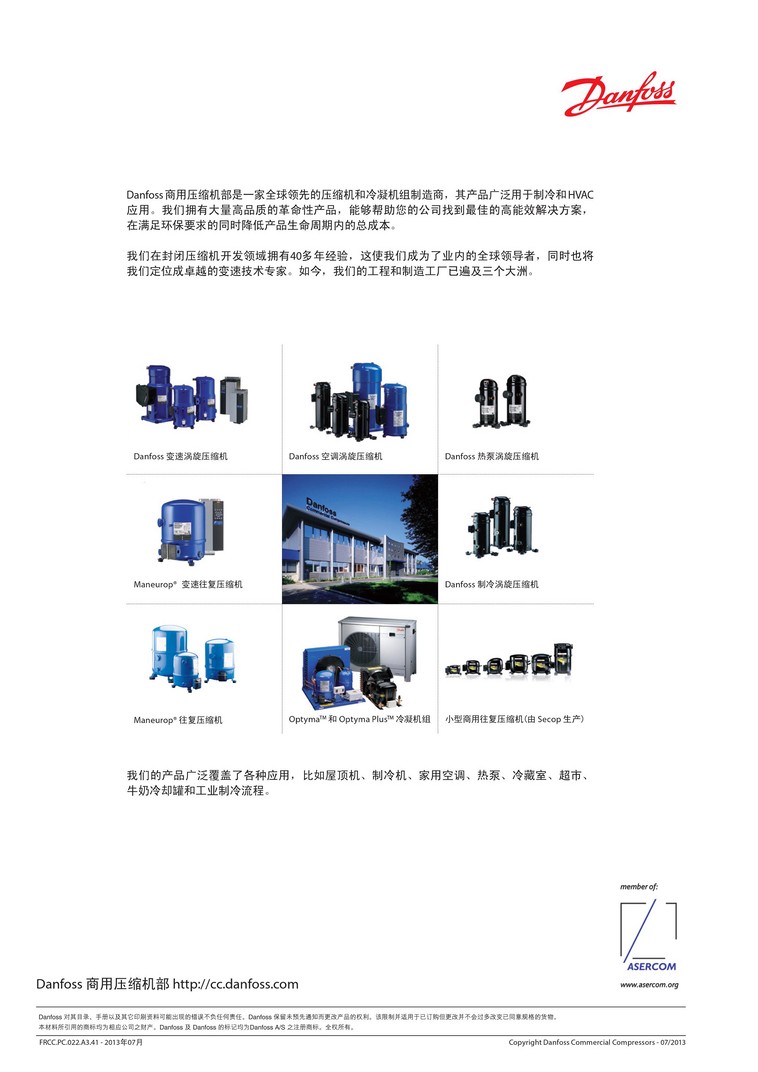 Danfoss
Danfoss 商用压缩机部是一家全球领先的压缩机和冷凝机组制造商，其产品广泛用于制冷和HVAC
应用。我们拥有大量高品质的革命性产品，能够帮助您的公司找到最佳的高能效解决方案，
在满足环保要求的同时降低产品生命周期内的总成本。
我们在封闭压缩机开发领域拥有40多年经验，这使我们成为了业内的全球领导者，同时也将
我们定位成卓越的变速技术专家。如今，我们的工程和制造工厂已遍及三个大洲。
Danfoss 变速涡旋压缩机
Danfoss 空调涡旋压缩机
Danfoss 热泵涡旋压缩机
Danfoss
Commercial Compressors
Maneurop® 变速往复压缩机
Danfoss 制冷涡旋压缩机
Maneurop® 往复压缩机
Optyma™ 和 Optyma Plus™ 冷凝机组
小型商用往复压缩机（由 Secop 生产）
我们的产品广泛覆盖了各种应用，比如屋顶机、制冷机、家用空调、热泵、冷藏室、超市、
牛奶冷却罐和工业制冷流程。
member of:
ASERCOM
www.asercom.org
Danfoss 商用压缩机部 http://cc.danfoss.com
Danfoss 对其目录、手册以及其它印刷资料可能出现的错误不负任何责任。Danfoss 保留未预先通知而更改产品的权利。该限制并适用于已订购但更改并不会过多改变已同意规格的货物。
本材料所引用的商标均为相应公司之财产。Danfoss 及 Danfoss 的标记均为Danfoss A/S 之注册商标。全权所有。
FRCC.PC.022.A3.41 - 2013年07月
Copyright Danfoss Commercial Compressors - 07/2013